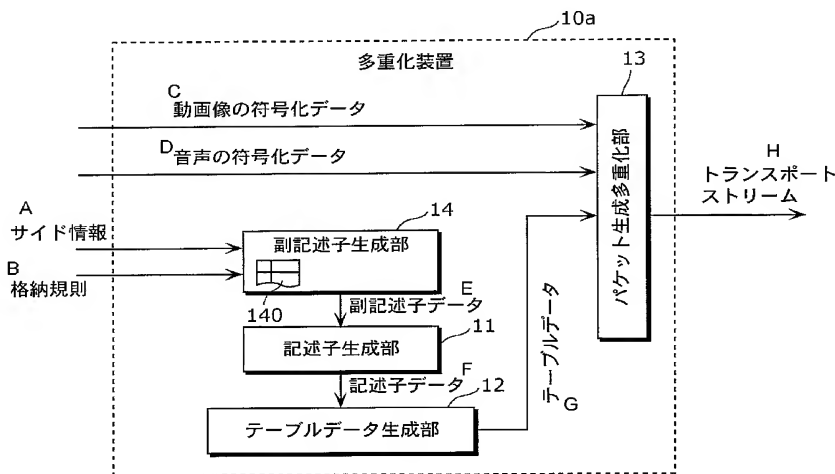 10a
多重化装置
13
C
動画像の符号化データ
D
音声の符号化データ
パケット生成多重化部
H
トランスポート
ストリーム
A
サイド情報
B
格納規則
14
副記述子生成部
140
E
副記述子データ
11
記述子生成部
F
記述子データ
12
テーブルデータ生成部
テーブルデータ
G